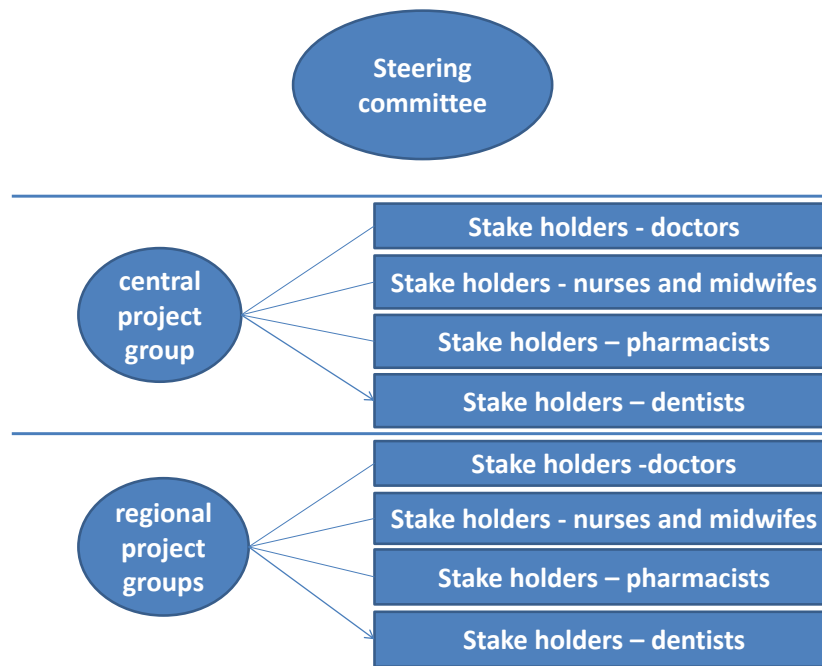 Steering
committee
central
project
group
Stake holders - doctors
Stake holders - nurses and midwifes
Stake holders – pharmacists
Stake holders – dentists
regional
project
groups
Stake holders -doctors
Stake holders - nurses and midwifes
Stake holders – pharmacists
Stake holders – dentists